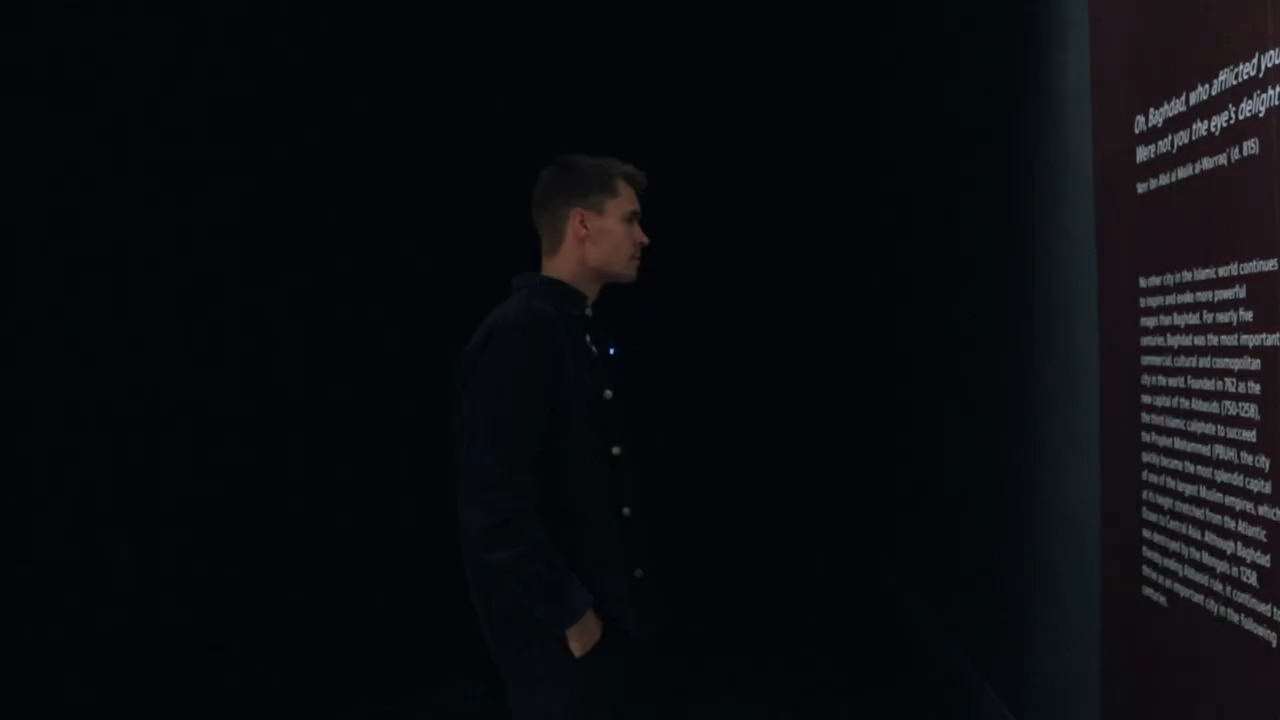 Oh, Baghdad, who afflicted you
Were not you the eye's delight
'Amr Ibn Abd al Malik al-Warraq' (d. 815)
No other city in the Islamic world continues
to inspire and evoke more powerful
images than Baghdad. For nearly five
centuries, Baghdad was the most important
commercial, cultural and cosmopolitan
city in the world. Founded in 762 as the
new capital of the Abbasids (750-1258),
the third Islamic caliphate to succeed
the Prophet Mohammed (PBUH), the city
quickly became the most splendid capital
of one of the largest Muslim empires, which
at its height stretched from the Atlantic
Ocean to Central Asia. Although Baghdad
was destroyed by the Mongols in 1258,
thereby ending Abbasid rule, it continued to
thrive as an important city in the following
centuries.